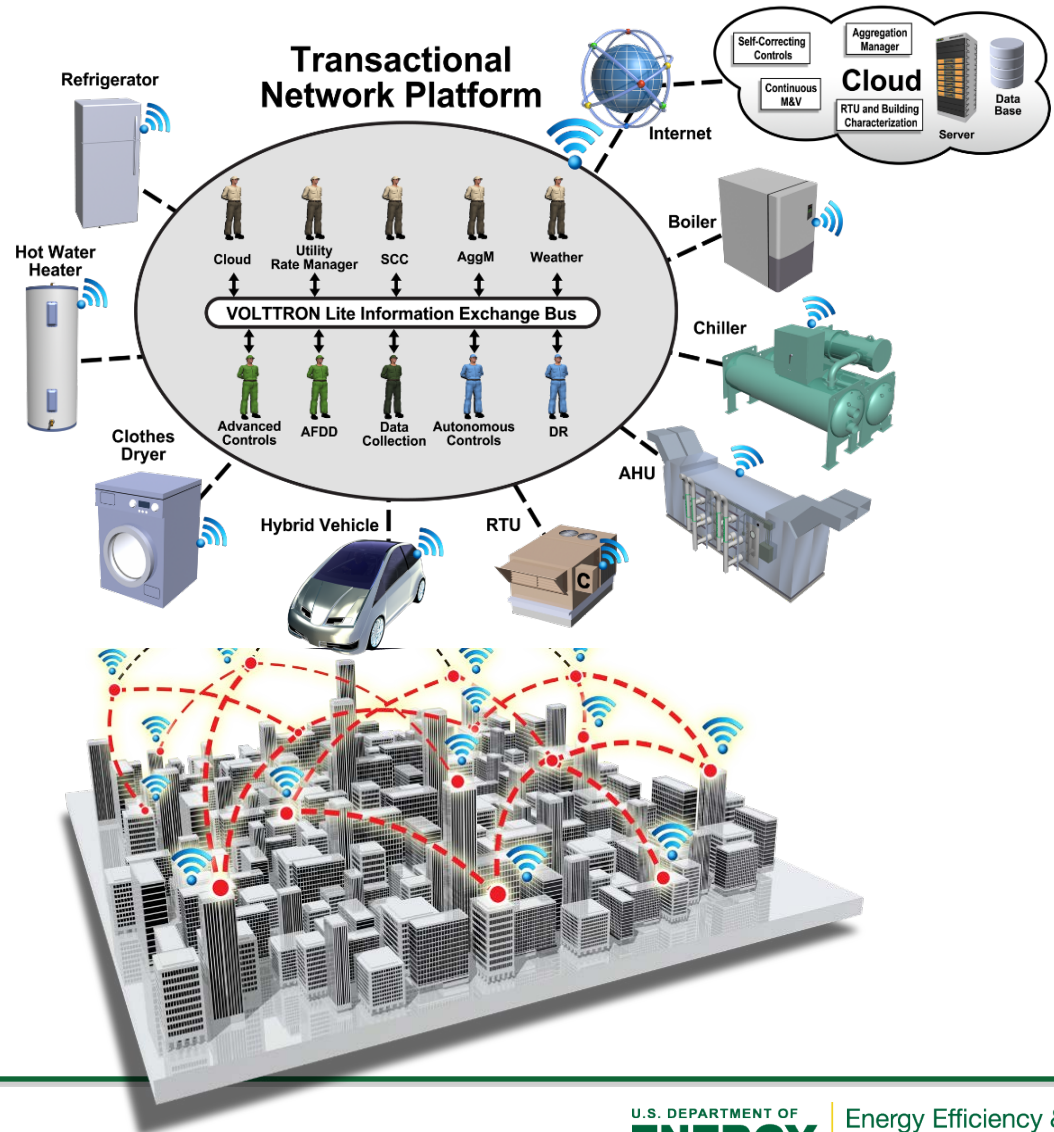 Transactional
Network Platform
Refrigerator
Internet
Self-Correcting
Controls
Aggregation
Manager
Cloud
Continuous
M&V
RTU and Building
Characterization
Server
Data
Base
Boiler
Hot Water
Heater
Cloud
Utility
Rate Manager
SCC
AggM
Weather
VOLTTRON Lite Information Exchange Bus
Chiller
Advanced
Controls
AFDD
Data
Collection
Autonomous
Controls
DR
Clothes
Dryer
AHU
Hybrid Vehicle
RTU
C
U.S. DEPARTMENT OF
ENERGY
Energy Efficiency &